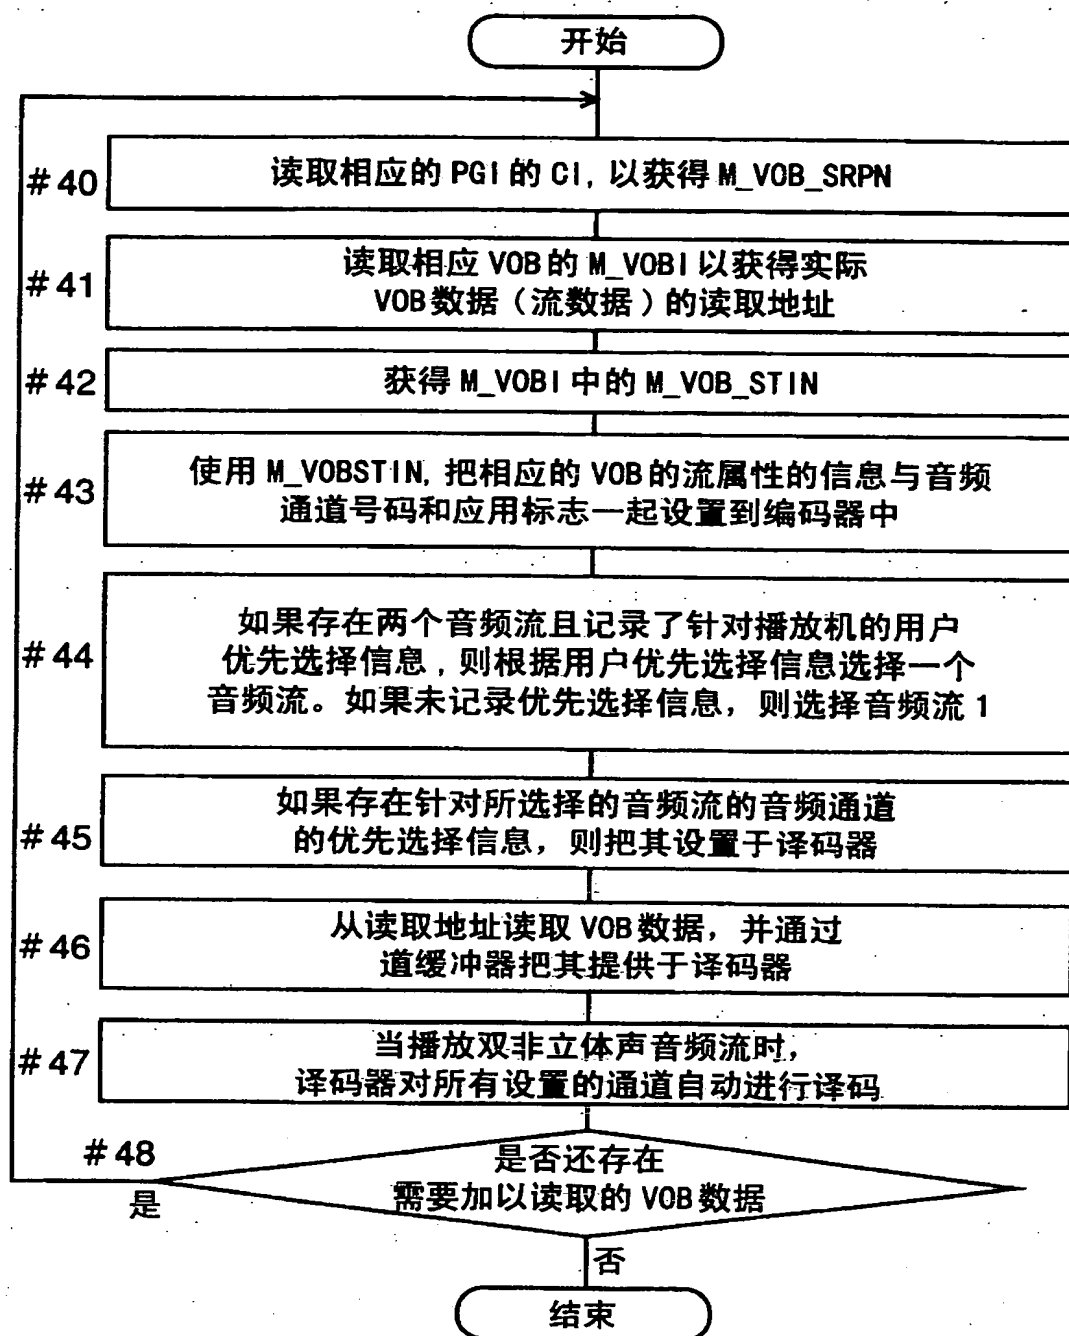 开始
#40
读取相应的 PGI 的 CI, 以获得 M_VOB_SRPN
#41
读取相应 VOB 的 M_VOBI 以获得实际
VOB 数据（流数据）的读取地址
#42
获得 M_VOBI 中的 M_VOB_STIN
#43
使用 M_VOBSTIN, 把相应的 VOB 的流属性的信息与音频
通道号码和应用标志一起设置到编码器中
#44
如果存在两个音频流且记录了针对播放机的用户
优先选择信息，则根据用户优先选择信息选择一个
音频流。如果未记录优先选择信息，则选择音频流 1
#45
如果存在针对所选择的音频流的音频通道
的优先选择信息，则把其设置于译码器
#46
从读取地址读取 VOB 数据，并通过
道缓冲器把其提供于译码器
#47
当播放双非立体声音频流时，
译码器对所有设置的通道自动进行译码
#48
是否还存在
需要加以读取的 VOB 数据
是
否
结束